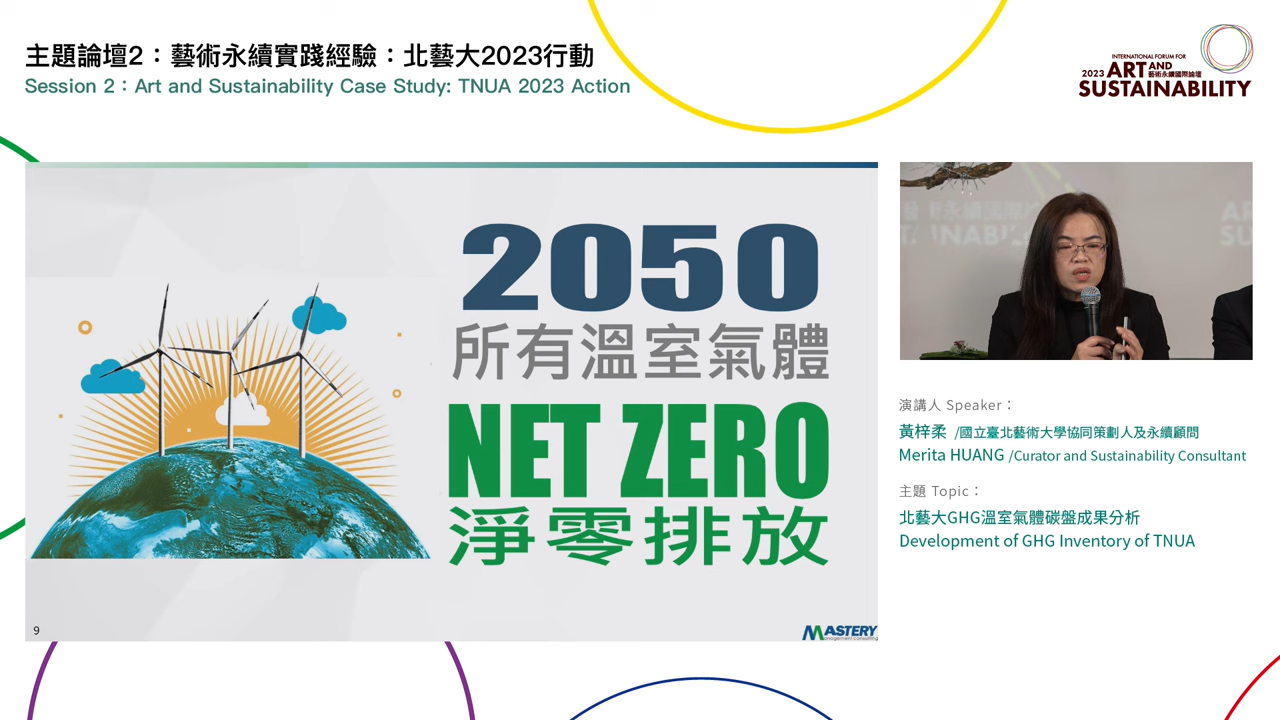 主題論壇2：藝術永續實踐經驗：北藝大2023行動
Session 2：Art and Sustainability Case Study: TNUA 2023 Action
INTERNATIONAL FORUM FOR
2023 ART AND 藝術永續國際論壇
SUSTAINABILITY
2050
所有溫室氣體
NET ZERO
淨零排放
9
MASTERY
management consulting
演講人 Speaker：
黃梓柔 /國立臺北藝術大學協同策劃人及永續顧問
Merita HUANG /Curator and Sustainability Consultant
主題 Topic：
北藝大GHG溫室氣體碳盤成果分析
Development of GHG Inventory of TNUA